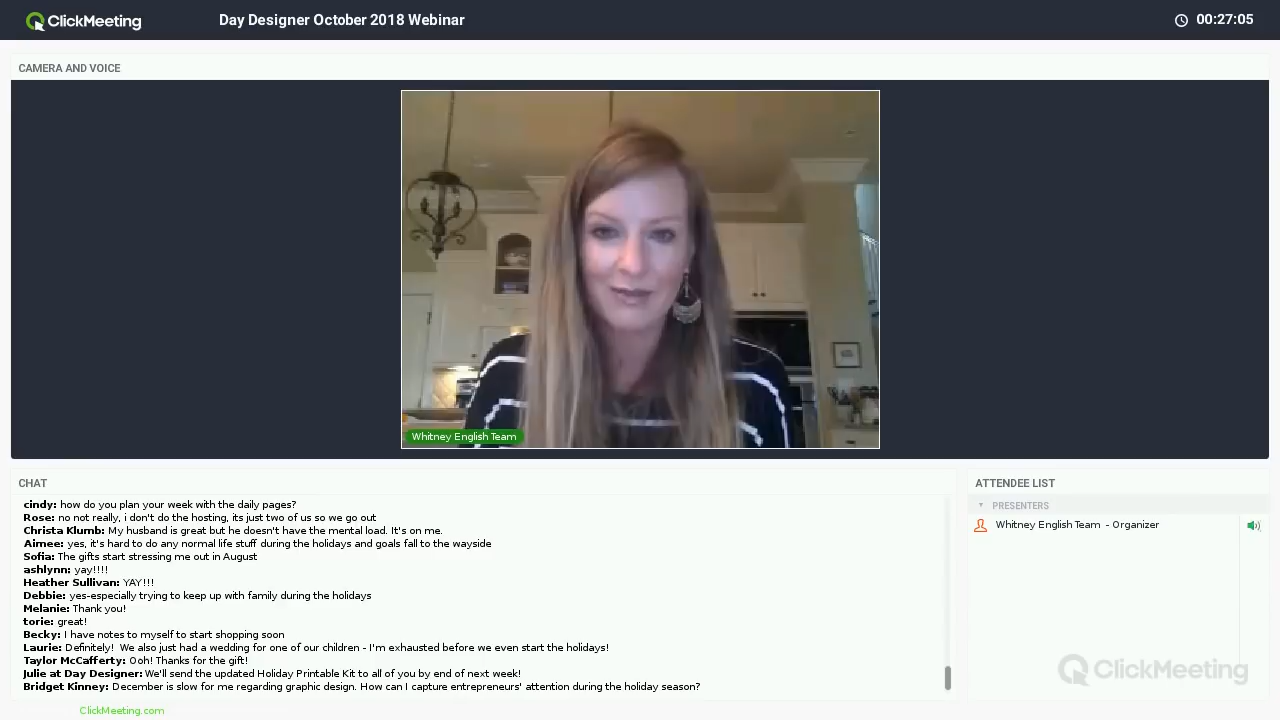 ClickMeeting
Day Designer October 2018 Webinar
00:27:05
CAMERA AND VOICE
Whitney English Team
CHAT
cindy: how do you plan your week with the daily pages?
Rose: no not really, i don't do the hosting, its just two of us so we go out
Christa Klumb: My husband is great but he doesn't have the mental load. It's on me.
Aimee: yes, it's hard to do any normal life stuff during the holidays and goals fall to the wayside
Sofia: The gifts start stressing me out in August
ashlynn: yay!!!!
Heather Sullivan: YAY!!!
Debbie: yes-especially trying to keep up with family during the holidays
Melanie: Thank you!
torie: great!
Becky: I have notes to myself to start shopping soon
Laurie: Definitely!  We also just had a wedding for one of our children - I'm exhausted before we even start the holidays!
Taylor McCafferty: Ooh! Thanks for the gift!
Julie at Day Designer: We'll send the updated Holiday Printable Kit to all of you by end of next week!
Bridget Kinney: December is slow for me regarding graphic design. How can I capture entrepreneurs' attention during the holiday season?
ATTENDEE LIST
PRESENTERS
Whitney English Team - Organizer
ClickMeeting
ClickMeeting.com